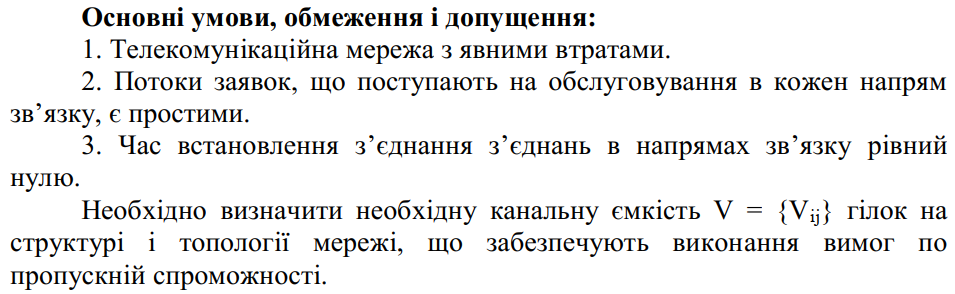 Основні умови, обмеження і допущення:
1. Телекомунікаційна мережа з явними втратами.
2. Потоки заявок, що поступають на обслуговування в кожен напрям
зв’язку, є простими.
3. Час встановлення з’єднання з’єднань в напрямах зв’язку рівний
нулю.
Необхідно визначити необхідну канальну ємкість V = {Vij} гілок на
структурі і топології мережі, що забезпечують виконання вимог по
пропускній спроможності.